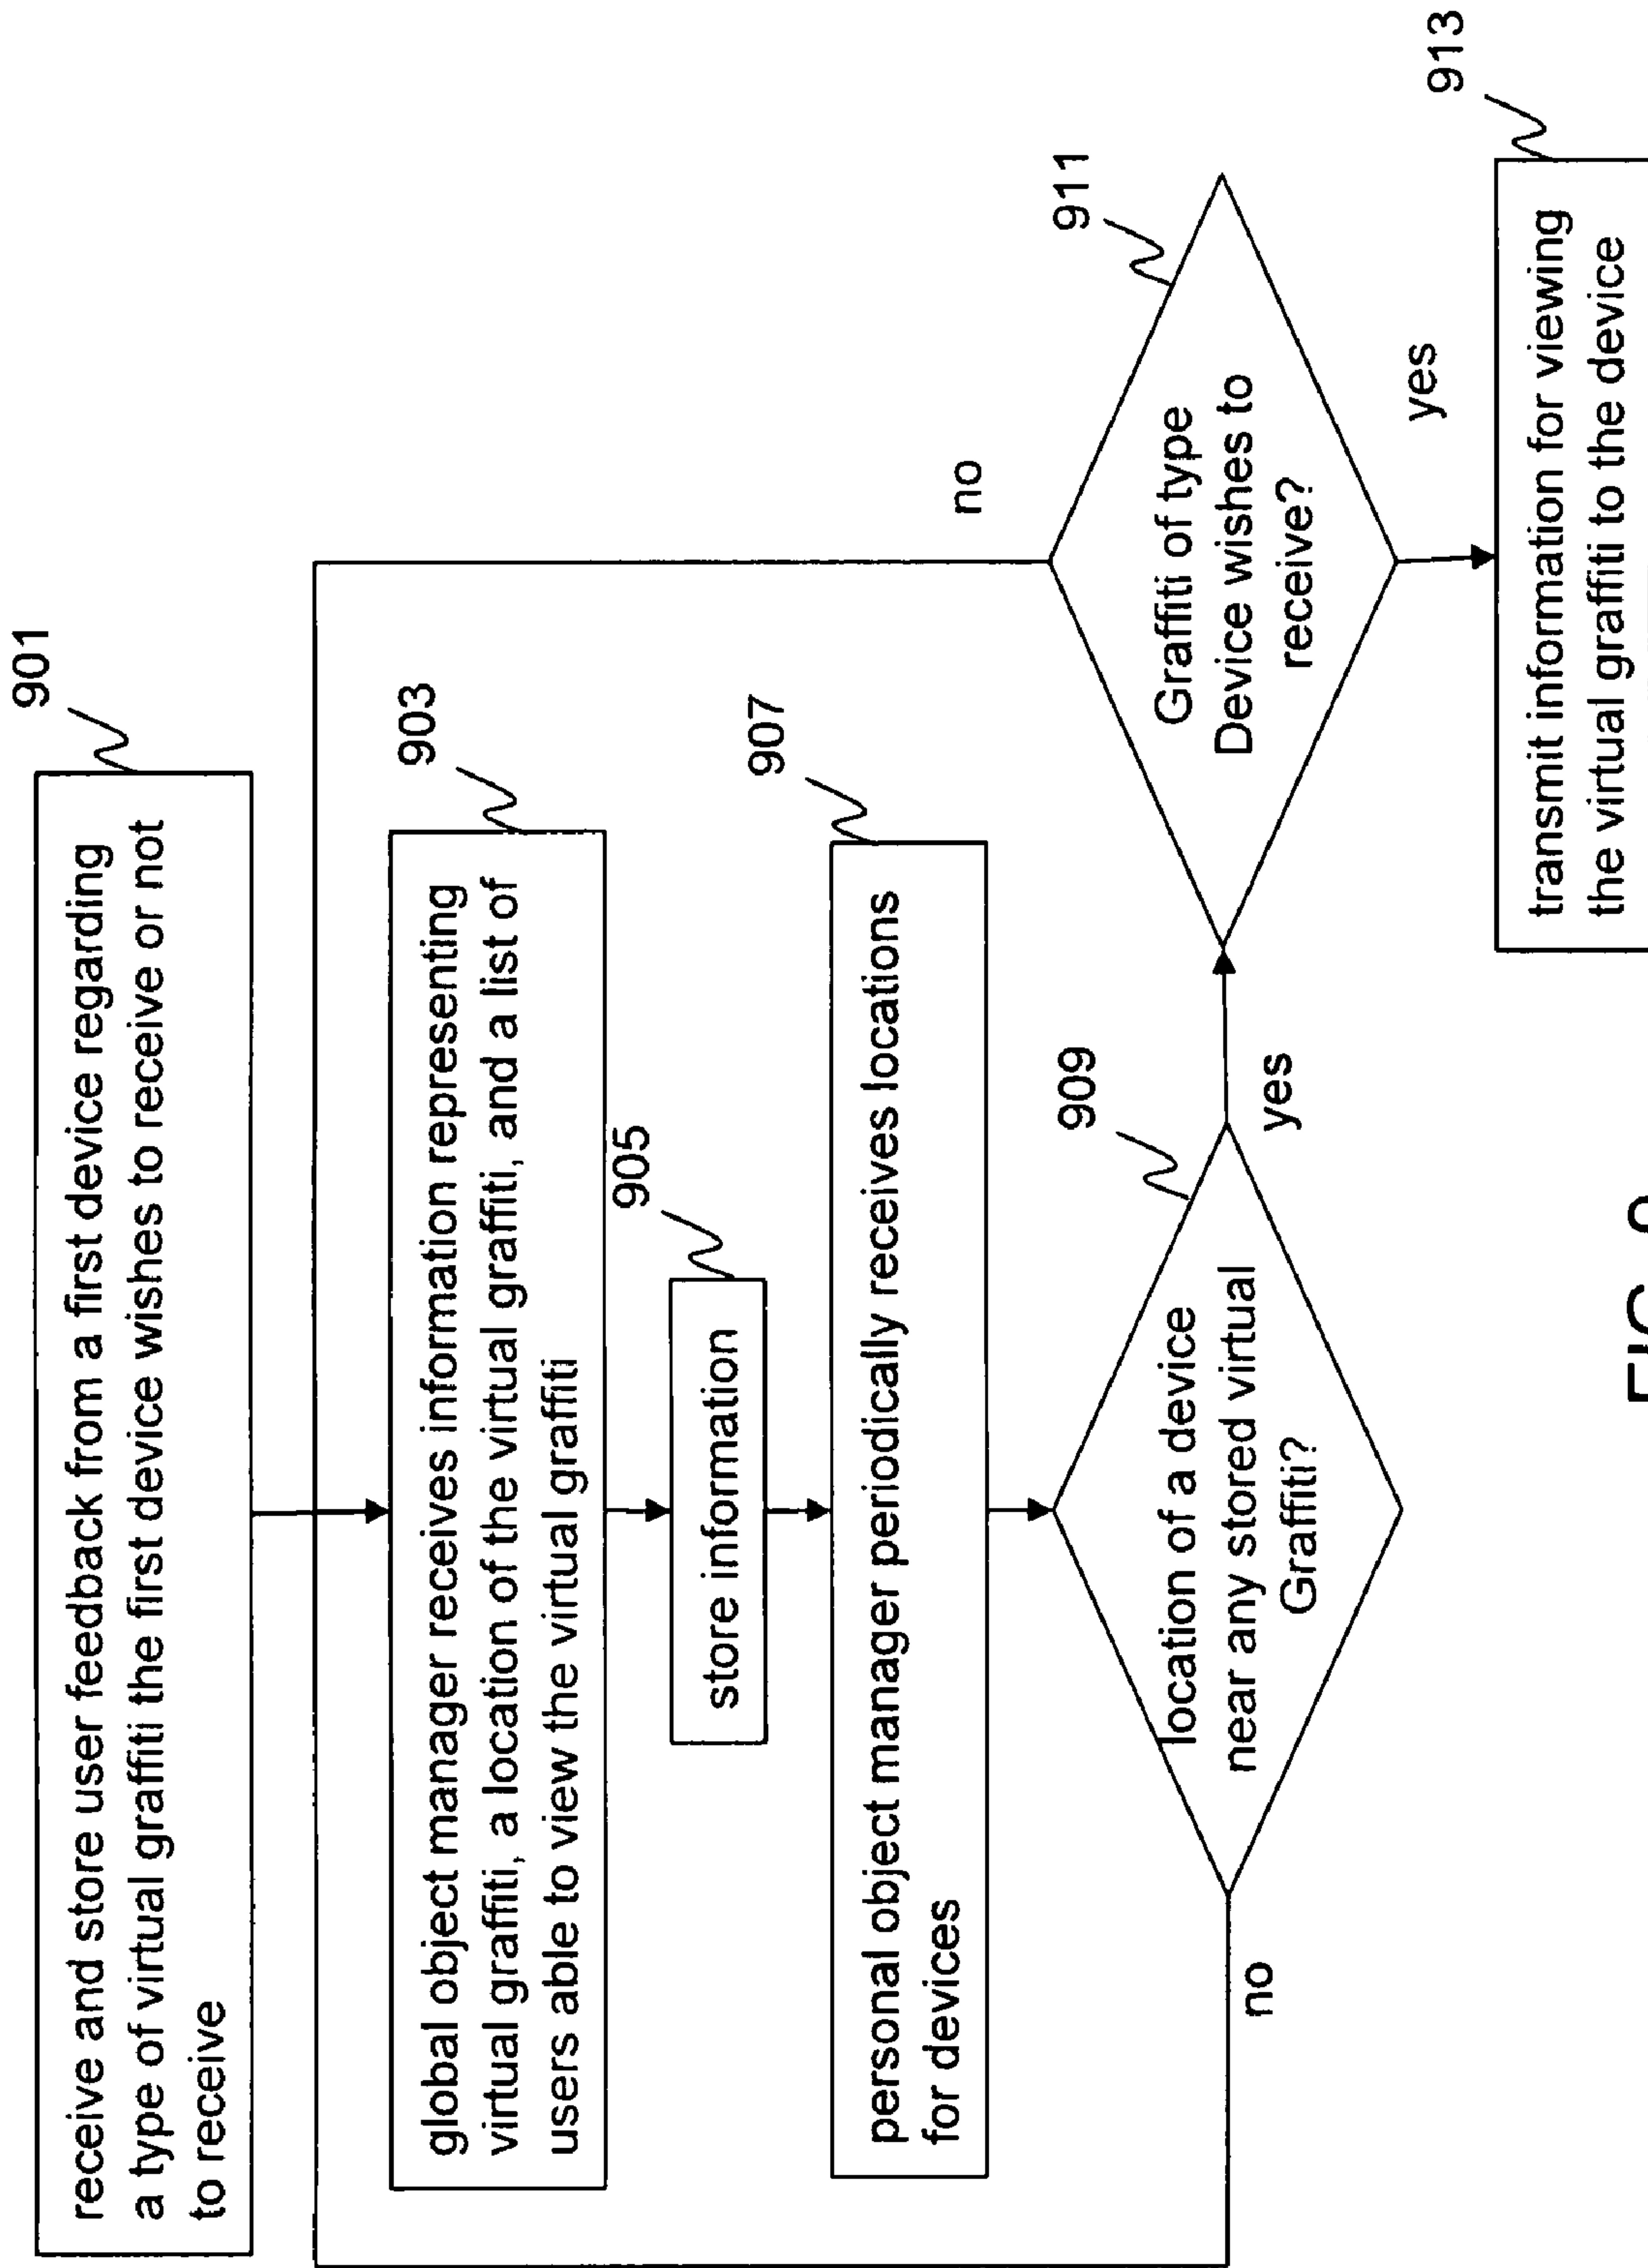 901
receive and store user feedback from a first device regarding
a type of virtual graffiti the first device wishes to receive or not
to receive
903
global object manager receives information representing
virtual graffiti, a location of the virtual graffiti, and a list of
users able to view the virtual graffiti
905
store information
907
personal object manager periodically receives locations
for devices
909
location of a device
near any stored virtual
Graffiti?
no
yes
911
Graffiti of type
Device wishes to
receive?
no
yes
913
transmit information for viewing
the virtual graffiti to the device
FIG.